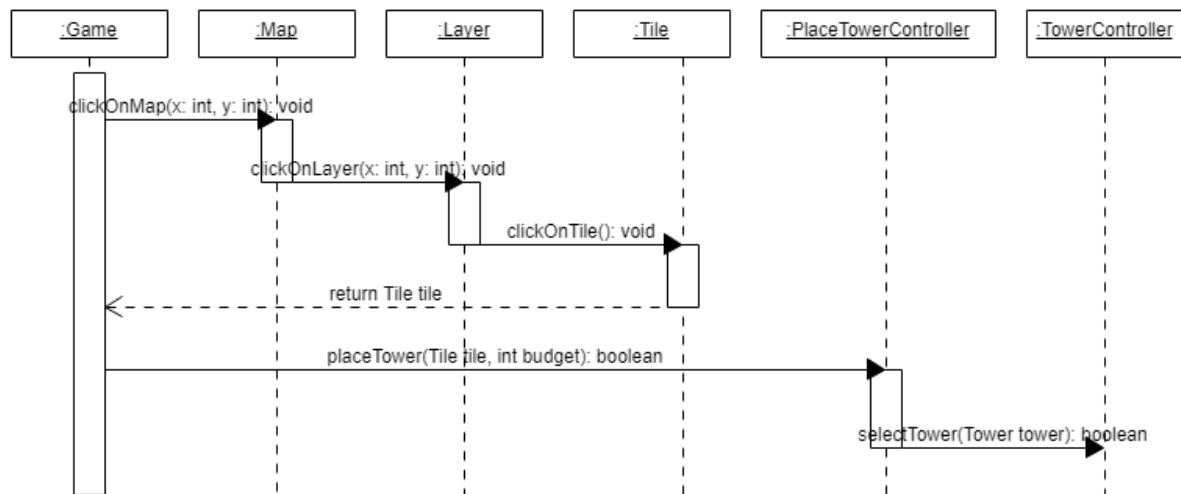 :Game
:Map
:Layer
:Tile
:PlaceTowerController
:TowerController
clickOnMap(x: int, y: int): void
clickOnLayer(x: int, y: int): void
clickOnTile(): void
return Tile tile
placeTower(Tile tile, int budget): boolean
selectTower(Tower tower): boolean